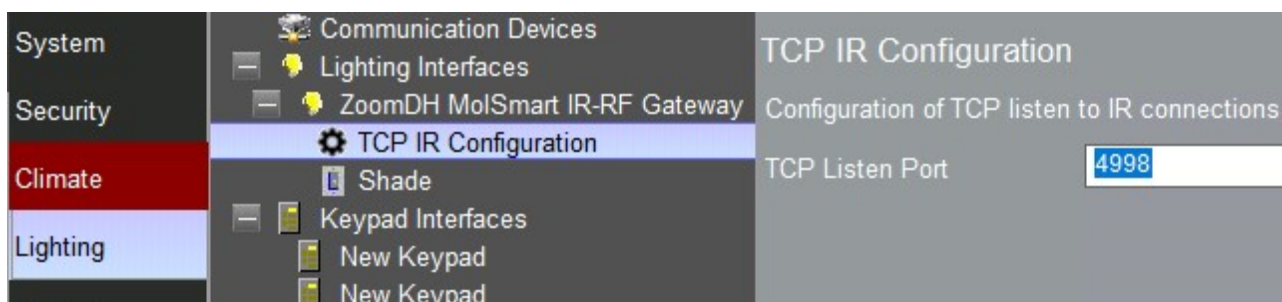 System
Security
Climate
Lighting
Communication Devices
Lighting Interfaces
ZoomDH MolSmart IR-RF Gateway
TCP IR Configuration
Shade
Keypad Interfaces
New Keypad
New Keypad
TCP IR Configuration
Configuration of TCP listen to IR connections
TCP Listen Port
4998